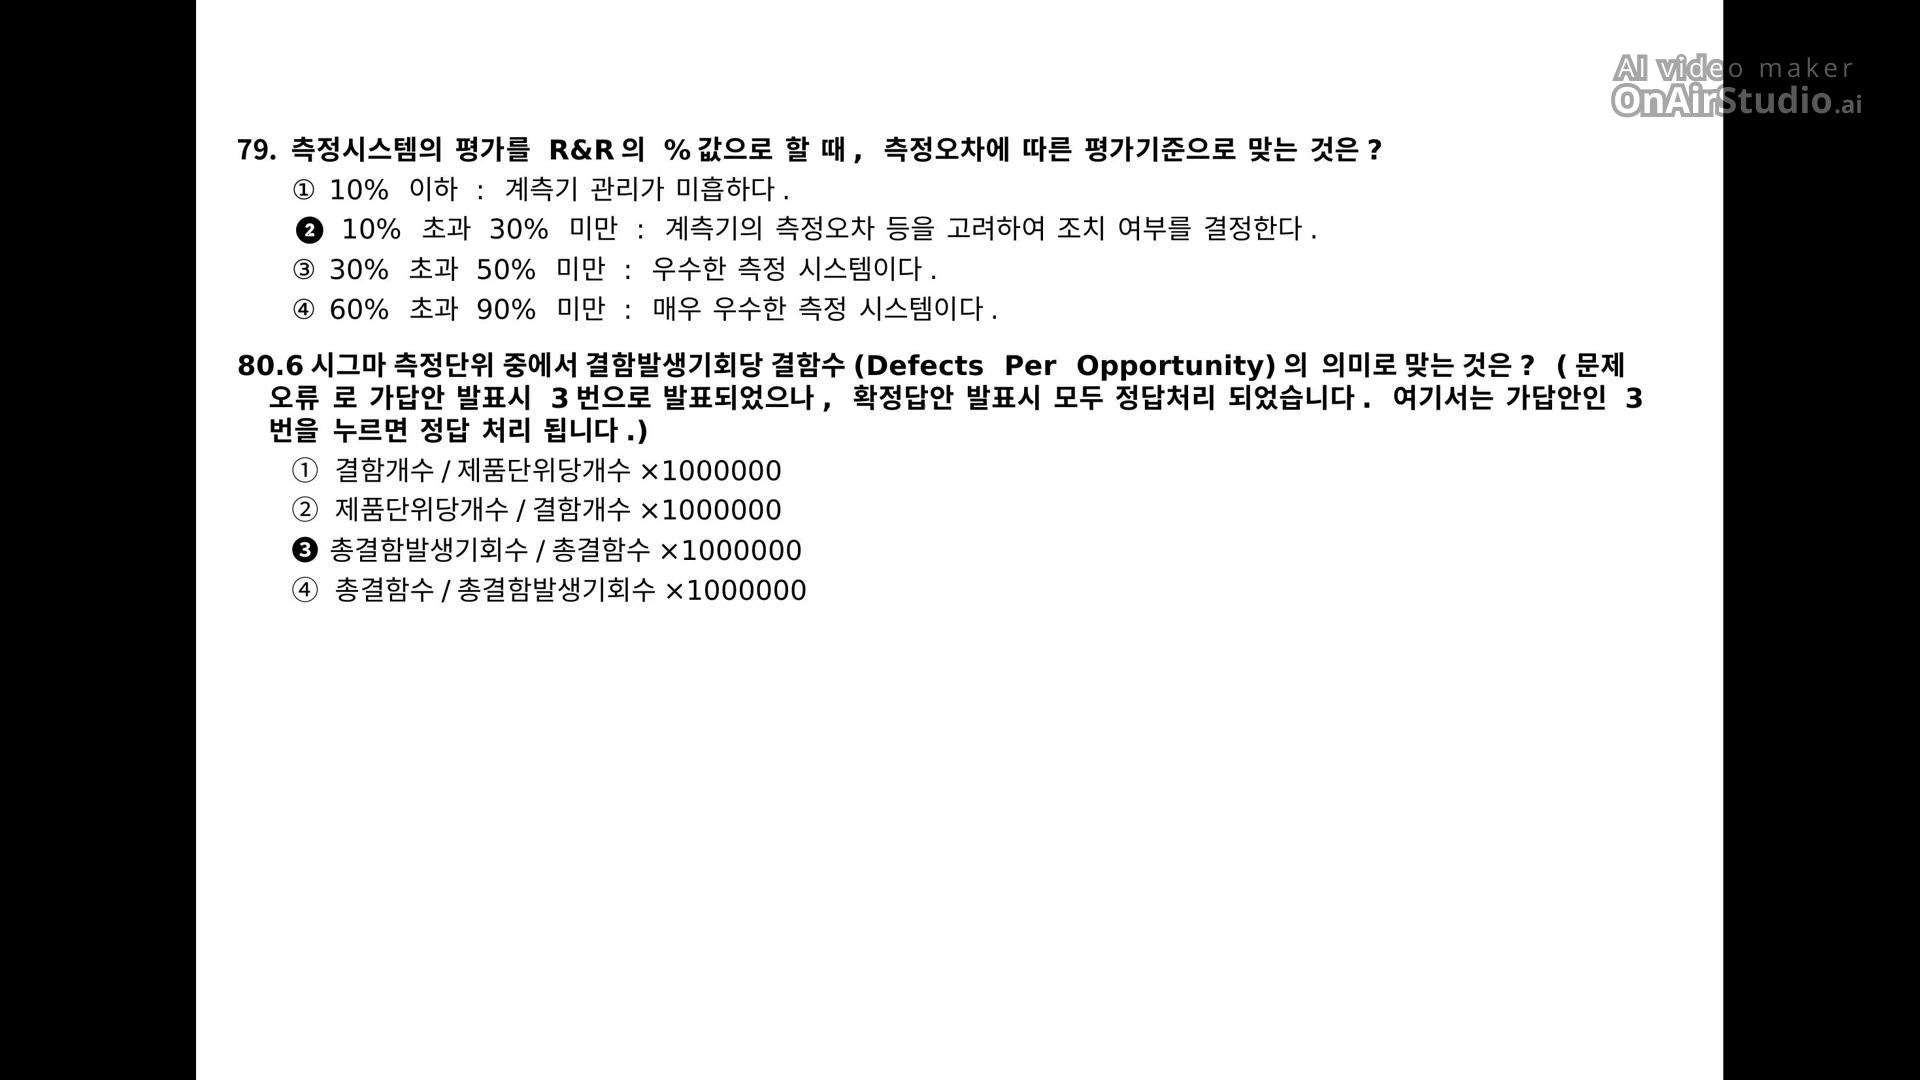 AI video maker
OnAirStudio.ai
79. 측정시스템의 평가를 R&R의 %값으로 할 때, 측정오차에 따른 평가기준으로 맞는 것은?
① 10% 이하 : 계측기 관리가 미흡하다.
❷ 10% 초과 30% 미만 : 계측기의 측정오차 등을 고려하여 조치 여부를 결정한다.
③ 30% 초과 50% 미만 : 우수한 측정 시스템이다.
④ 60% 초과 90% 미만 : 매우 우수한 측정 시스템이다.
80.6시그마 측정단위 중에서 결함발생기회당 결함수(Defects Per Opportunity)의 의미로 맞는 것은? (문제
오류 로 가답안 발표시 3번으로 발표되었으나, 확정답안 발표시 모두 정답처리 되었습니다. 여기서는 가답안인 3
번을 누르면 정답 처리 됩니다.)
① 결함개수/제품단위당개수×1000000
② 제품단위당개수/결함개수×1000000
❸ 총결함발생기회수/총결함수×1000000
④ 총결함수/총결함발생기회수×1000000